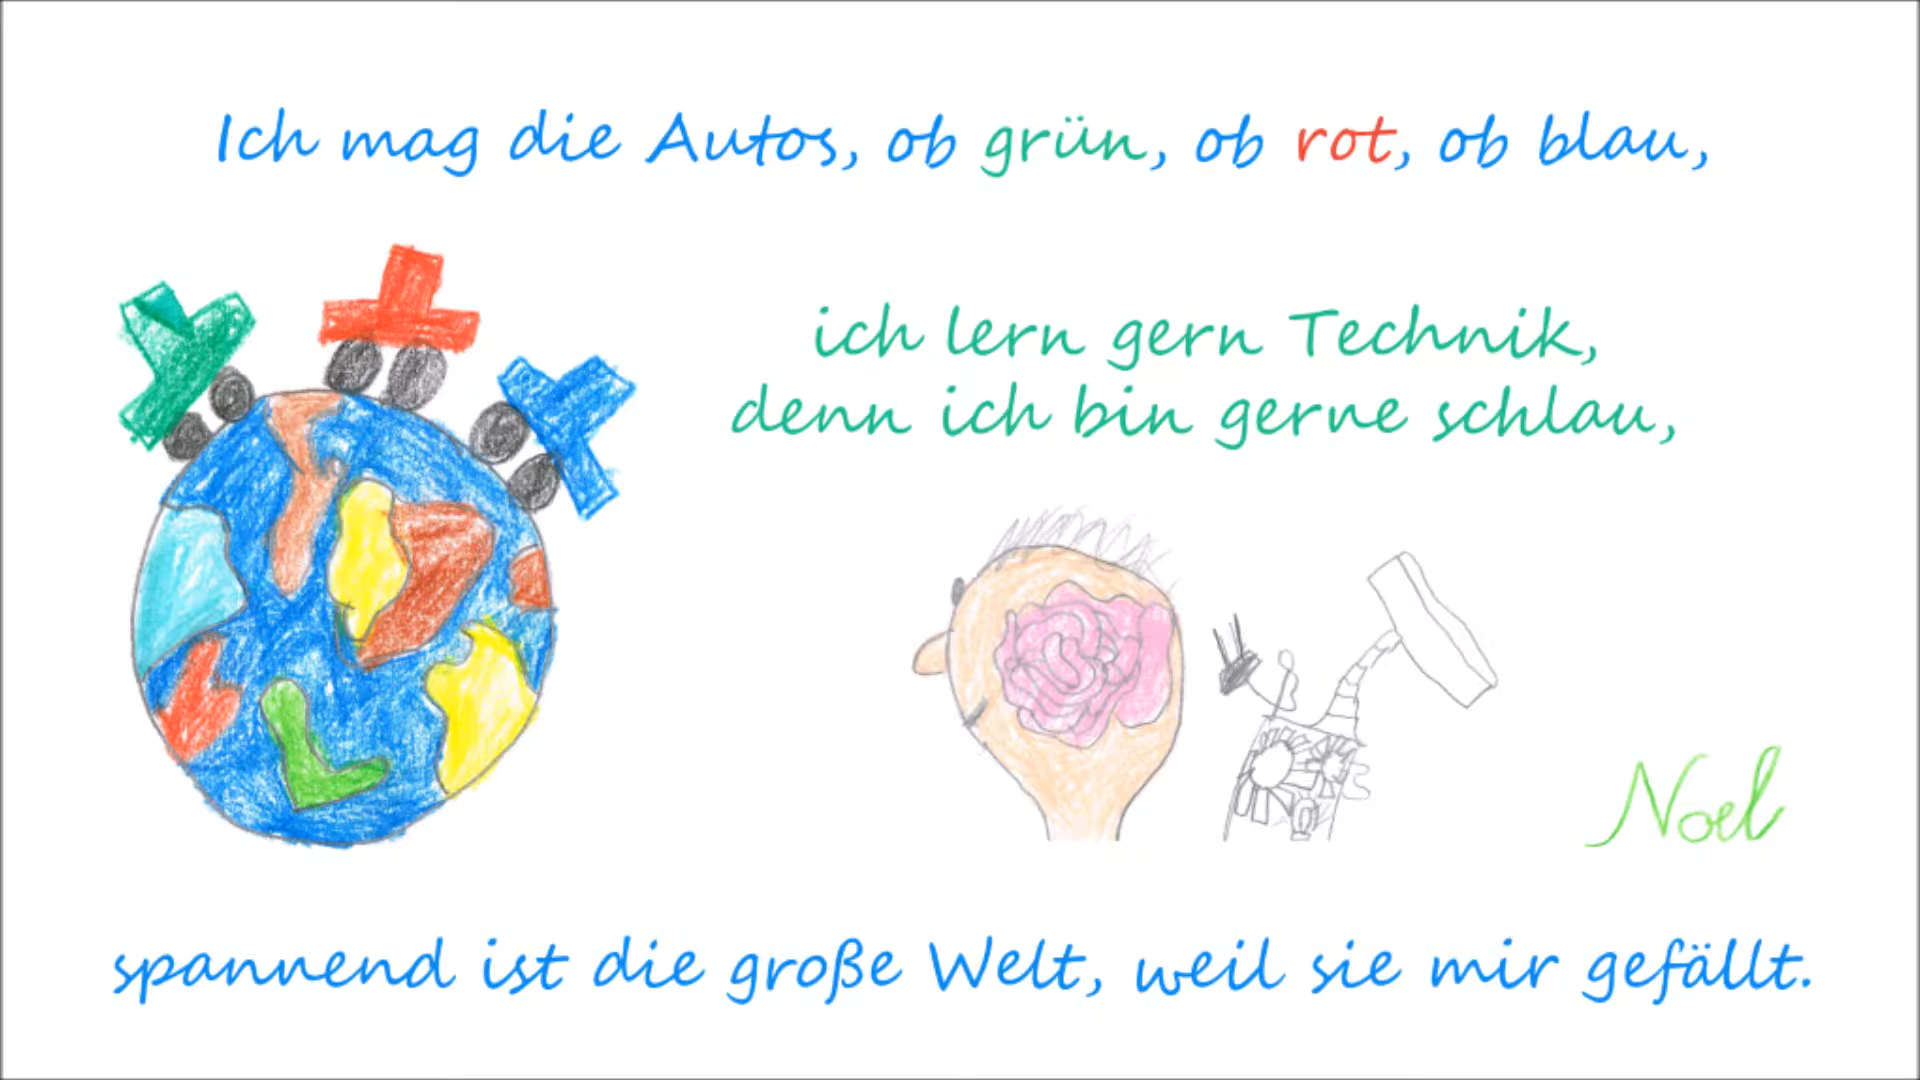 Ich mag die Autos, ob grün, ob rot, ob blau,
ich lern gern Technik,
denn ich bin gerne schlau,
Noel
spannend ist die große Welt, weil sie mir gefällt.